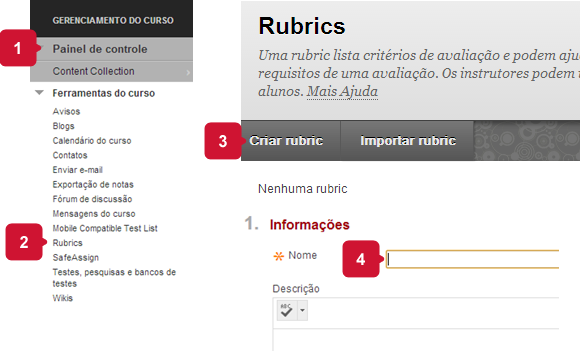 GERENCIAMENTO DO CURSO
1
Painel de controle
Content Collection
Ferramentas do curso
Avisos
Blogs
Calendário do curso
Contatos
Enviar e-mail
Exportação de notas
Fórum de discussão
Mensagens do curso
Mobile Compatible Test List
2
Rubrics
SafeAssign
Testes, pesquisas e bancos de
testes
Wikis
Rubrics
Uma rubric lista critérios de avaliação e podem aju
requisitos de uma avaliação. Os instrutores podem
alunos. Mais Ajuda
3
Criar rubric
Importar rubric
Nenhuma rubric
1. Informações
Nome
4
Descrição
ABC